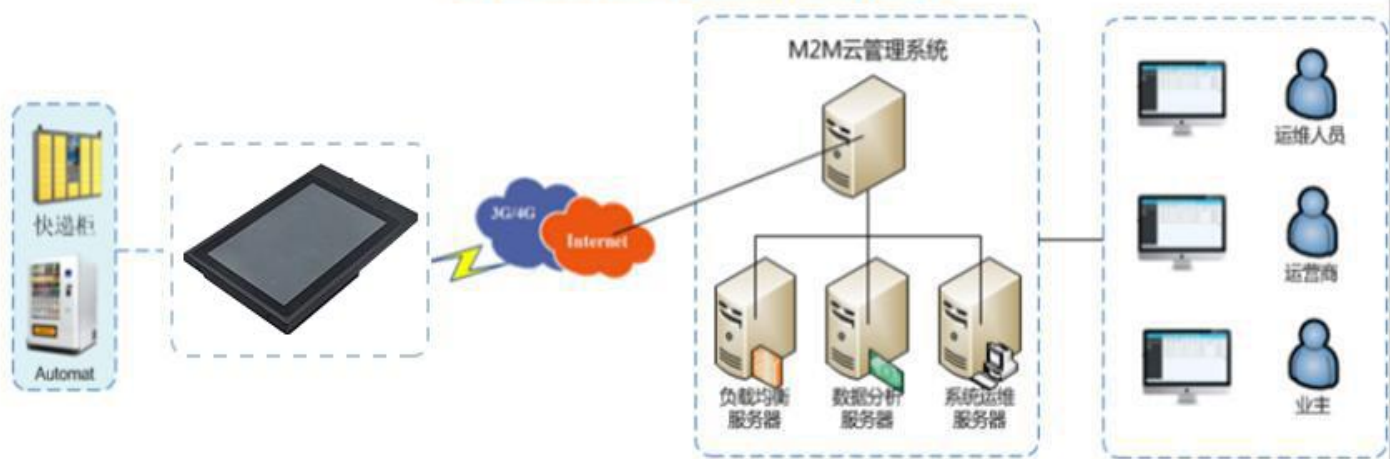 快递柜
Automat
3G/4G
Internet
M2M云管理系统
负载均衡
服务器
数据分析
服务器
系统运维
服务器
运维人员
运营商
业主